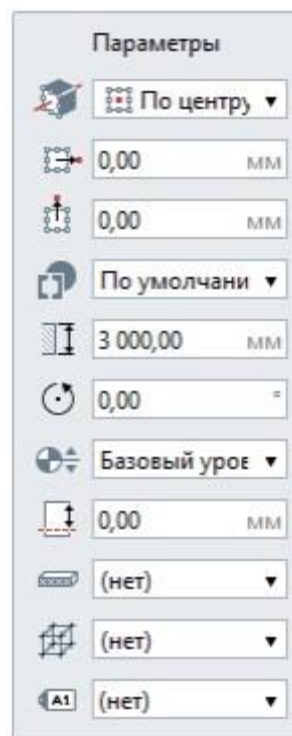 Параметры
По центру
0,00 мм
0,00 мм
По умолчани
3 000,00 мм
0,00 °
Базовый уров
0,00 мм
(нет)
(нет)
A1 (нет)